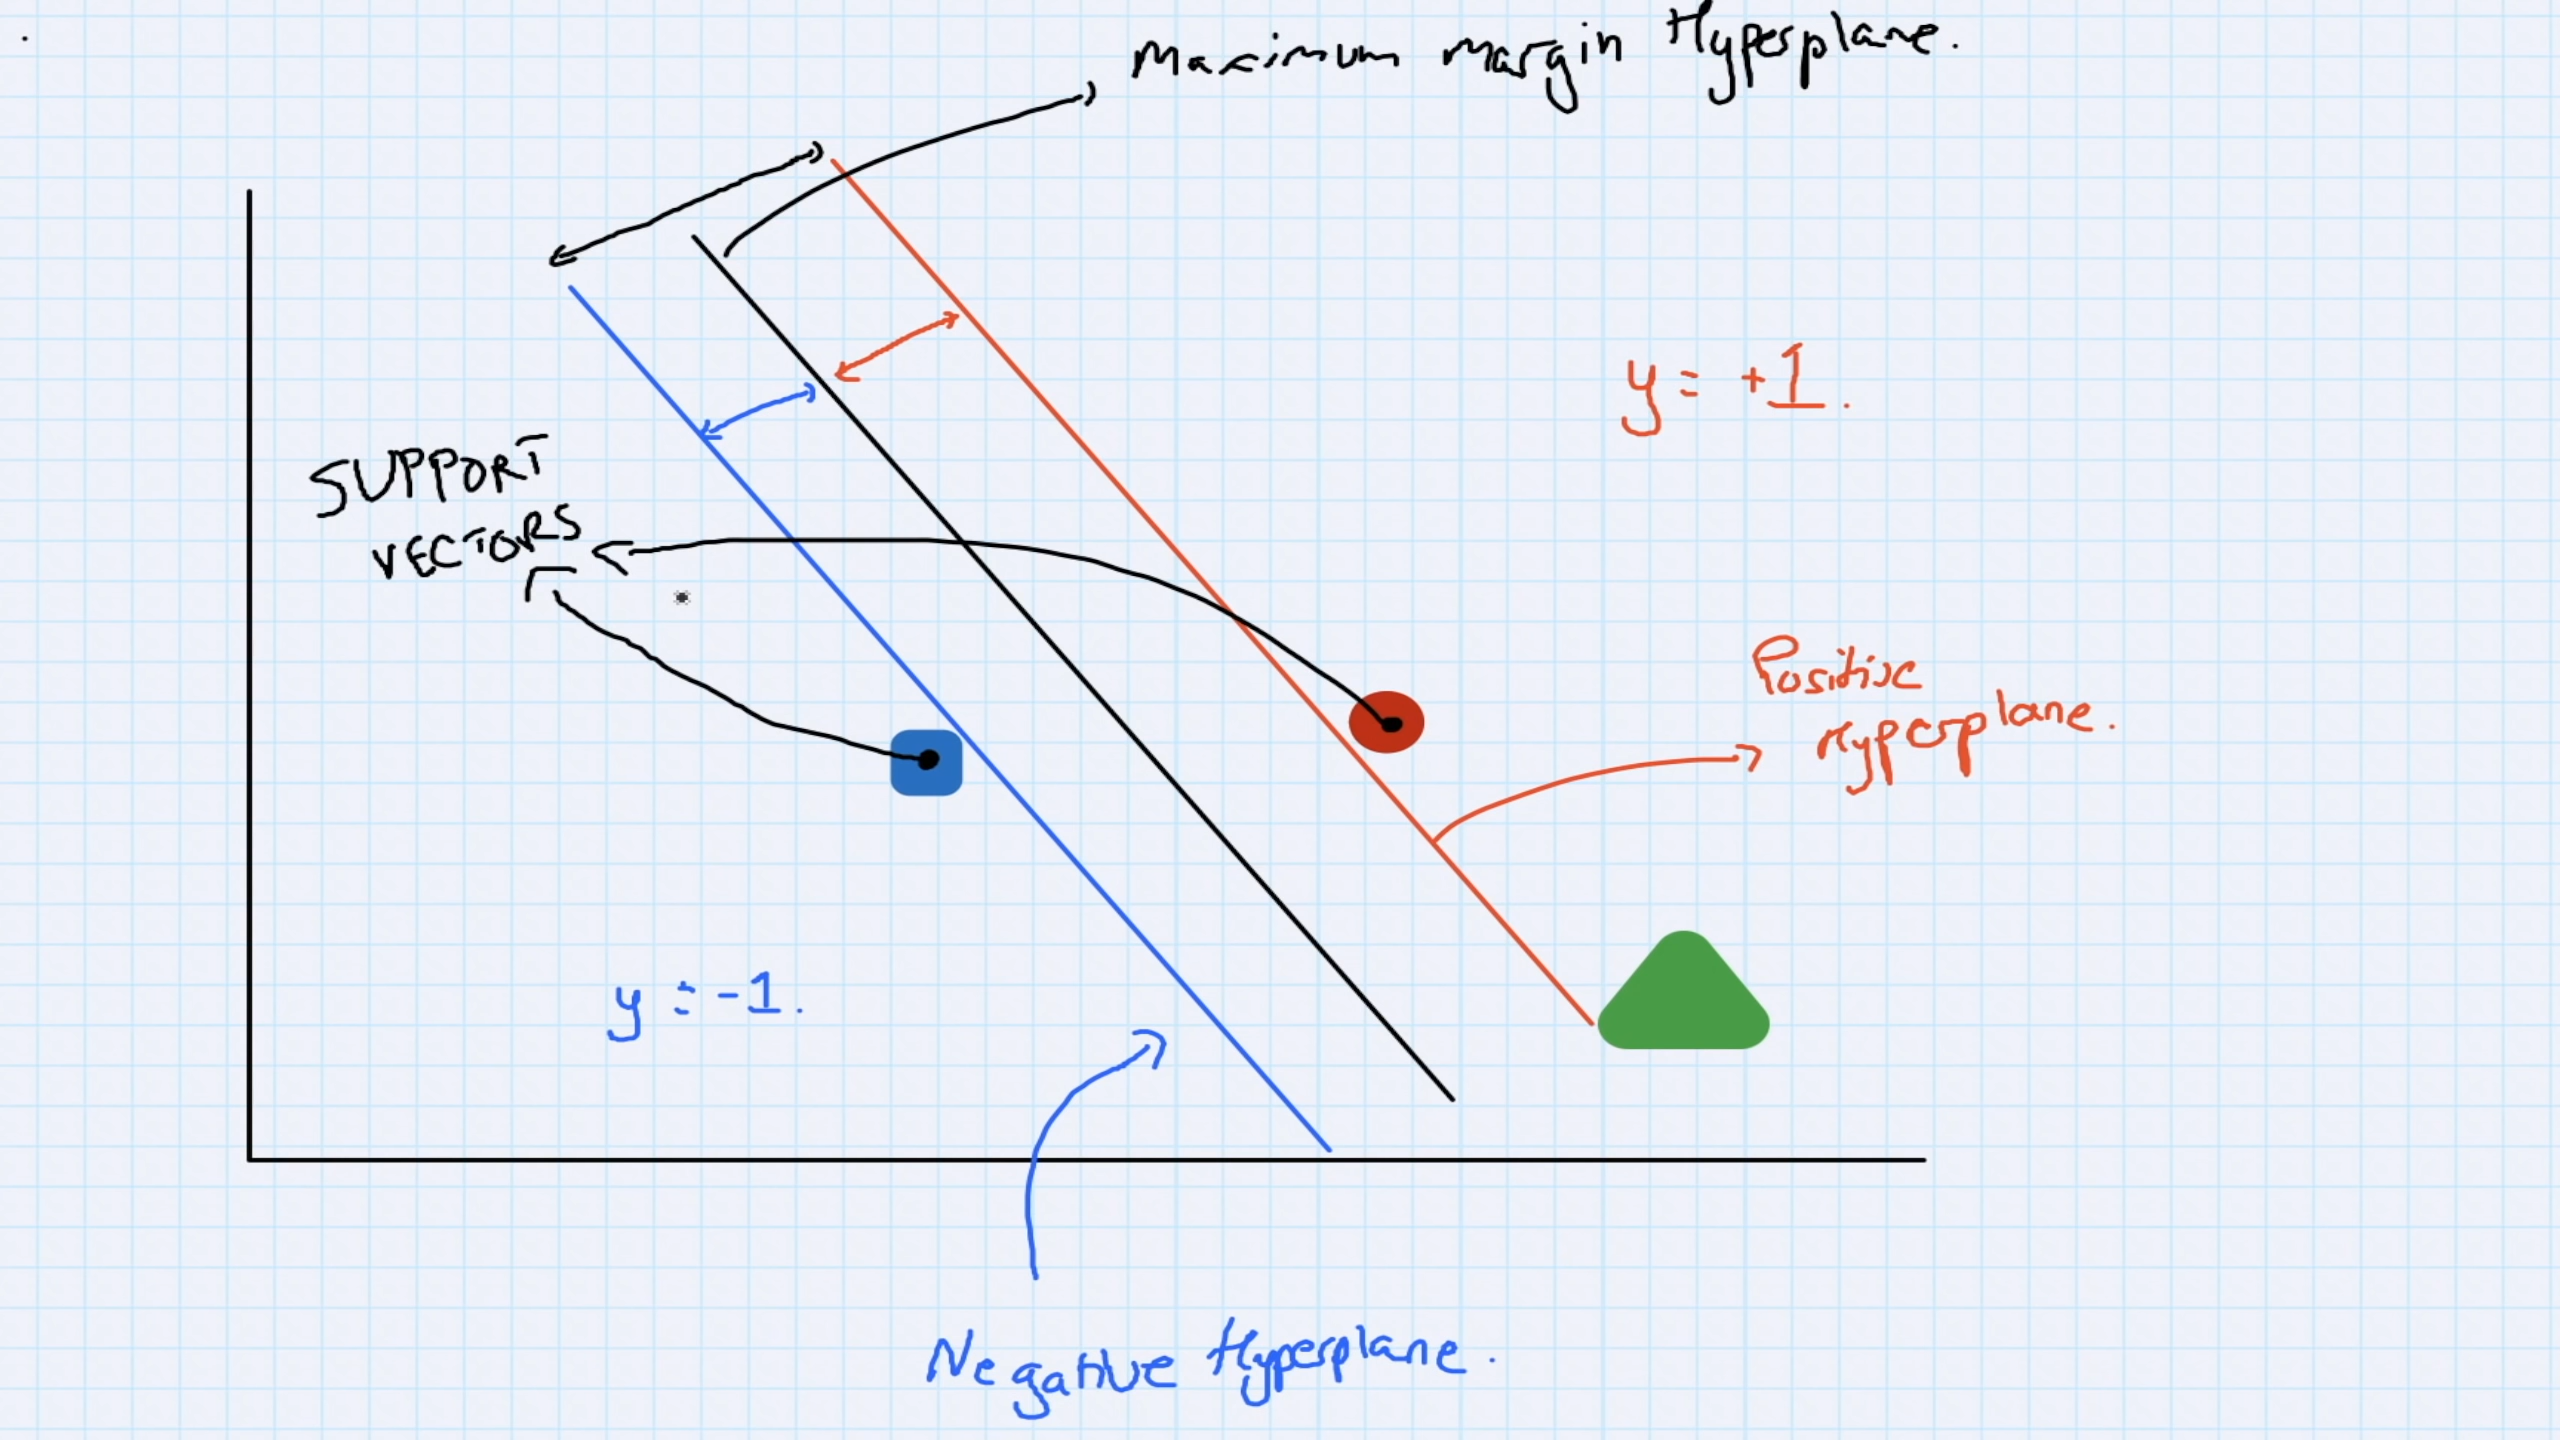 Maximum margin Hyperplane.
y = +1.
SUPPORT
VECTORS
Positive
Hyperplane.
y = -1.
Negative Hyperplane.